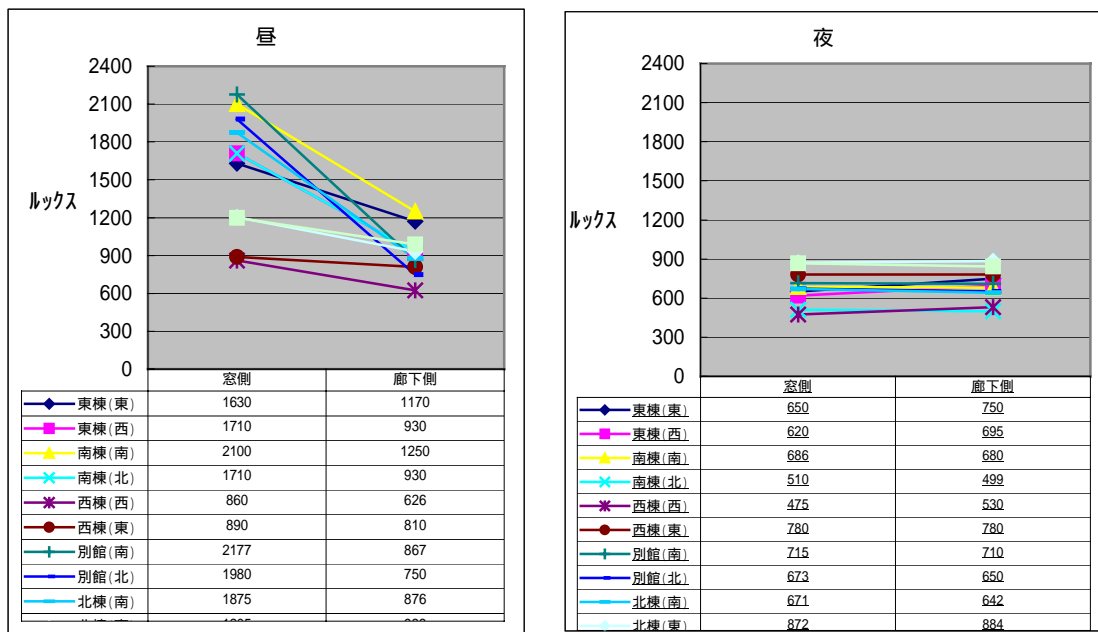 昼
2400
2100
1800
1500
1200
900
600
300
0
ルックス
窓側 廊下側
東棟(東) 1630 1170
東棟(西) 1710 930
南棟(南) 2100 1250
南棟(北) 1710 930
西棟(西) 860 626
西棟(東) 890 810
別館(南) 2177 867
別館(北) 1980 750
北棟(南) 1875 876
夜
2400
2100
1800
1500
1200
900
600
300
0
ルックス
窓側 廊下側
東棟(東) 650 750
東棟(西) 620 695
南棟(南) 686 680
南棟(北) 510 499
西棟(西) 475 530
西棟(東) 780 780
別館(南) 715 710
別館(北) 673 650
北棟(南) 671 642
北棟(東) 872 884